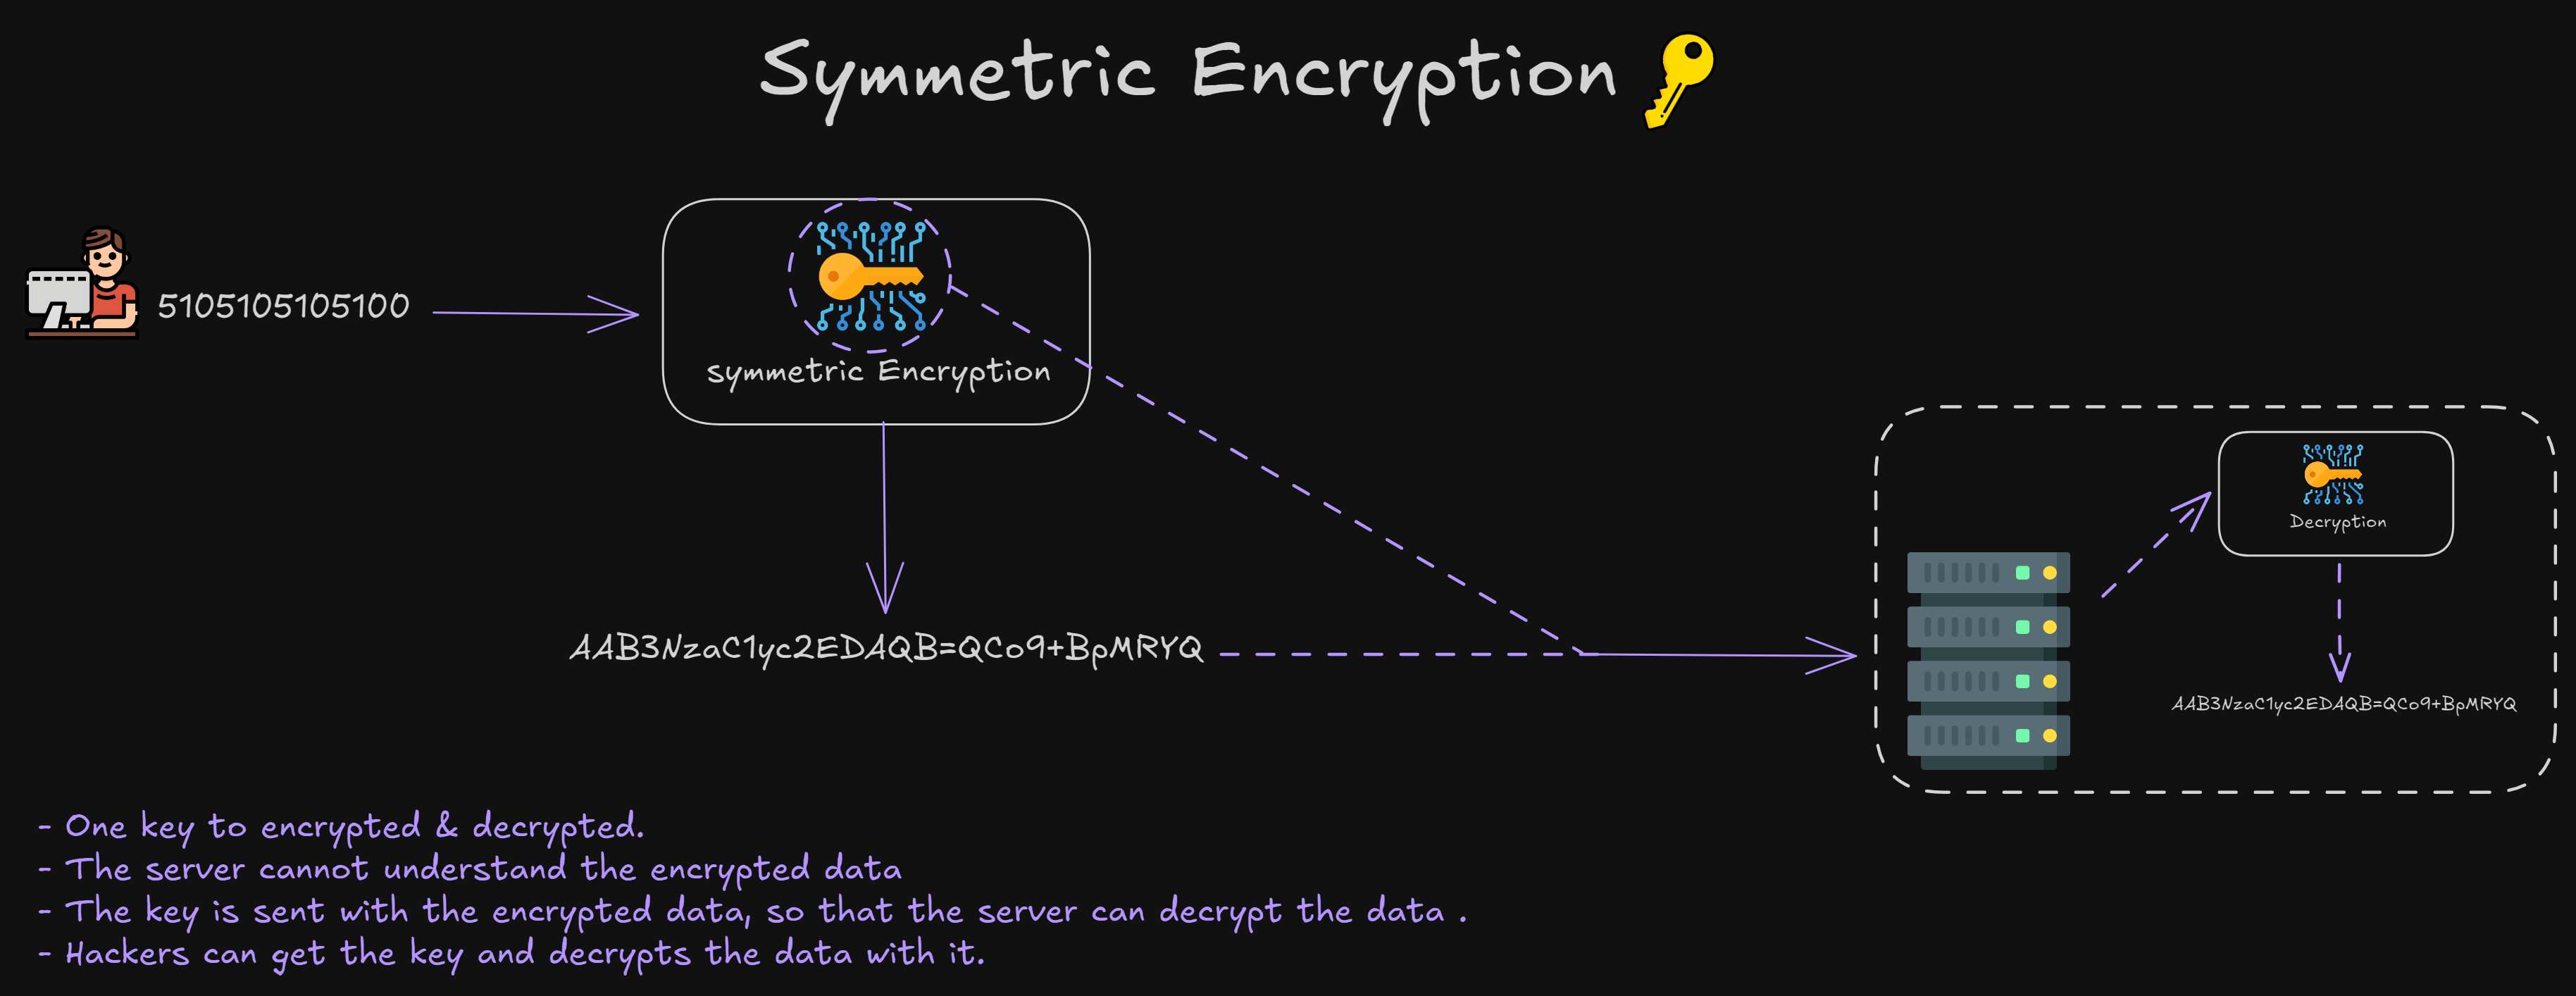 Symmetric Encryption
5105105105100
symmetric Encryption
AAB3NzaC1yc2EDAQB=QCo9+BpMRYQ
Decryption
AAB3NzaC1yc2EDAQB=QCo9+BpMRYQ
- One key to encrypted & decrypted.
- The server cannot understand the encrypted data
- The key is sent with the encrypted data, so that the server can decrypt the data .
- Hackers can get the key and decrypts the data with it.